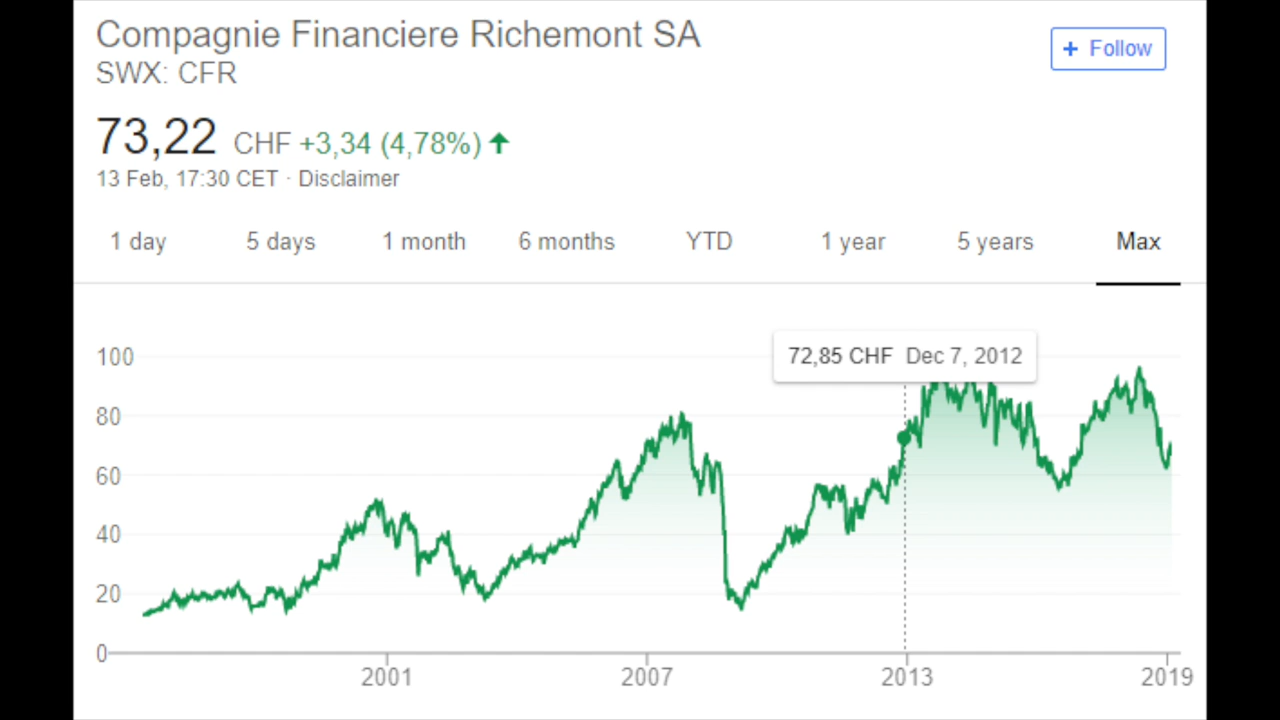 Compagnie Financiere Richemont SA
SWX: CFR
+ Follow
73,22 CHF +3,34 (4,78%)
13 Feb, 17:30 CET · Disclaimer
1 day 5 days 1 month 6 months YTD 1 year 5 years Max
72,85 CHF Dec 7, 2012
100
80
60
40
20
0
2001 2007 2013 2019